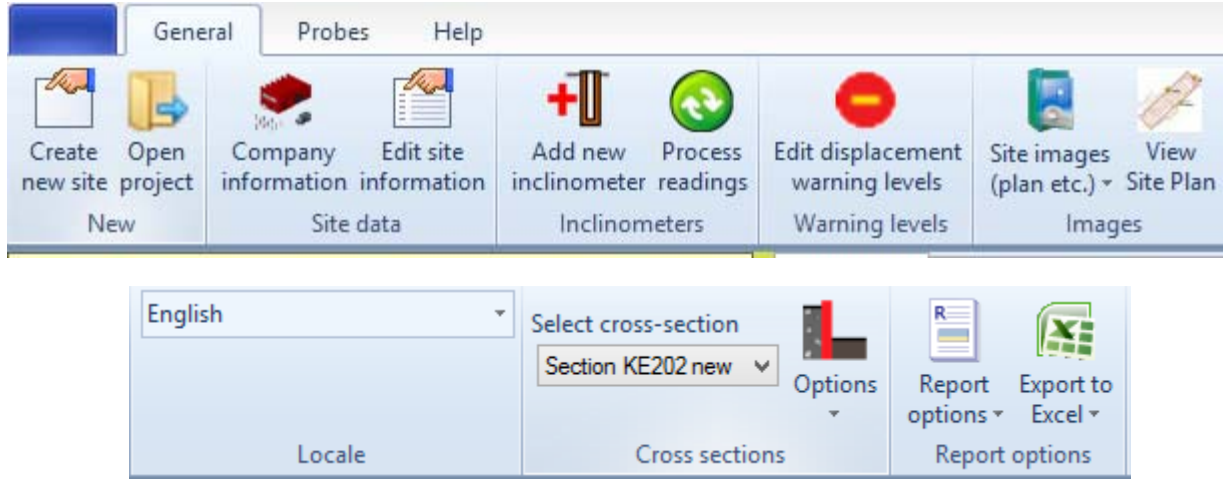 General Probes Help
Create new site
Open project
Company information
Edit site information
Add new inclinometer
Process readings
Edit displacement warning levels
Site images (plan etc.)
View Site Plan
New
Site data
Inclinometers
Warning levels
Images
English
Select cross-section
Section KE202 new
Options
Report options
Export to Excel
Locale
Cross sections
Report options